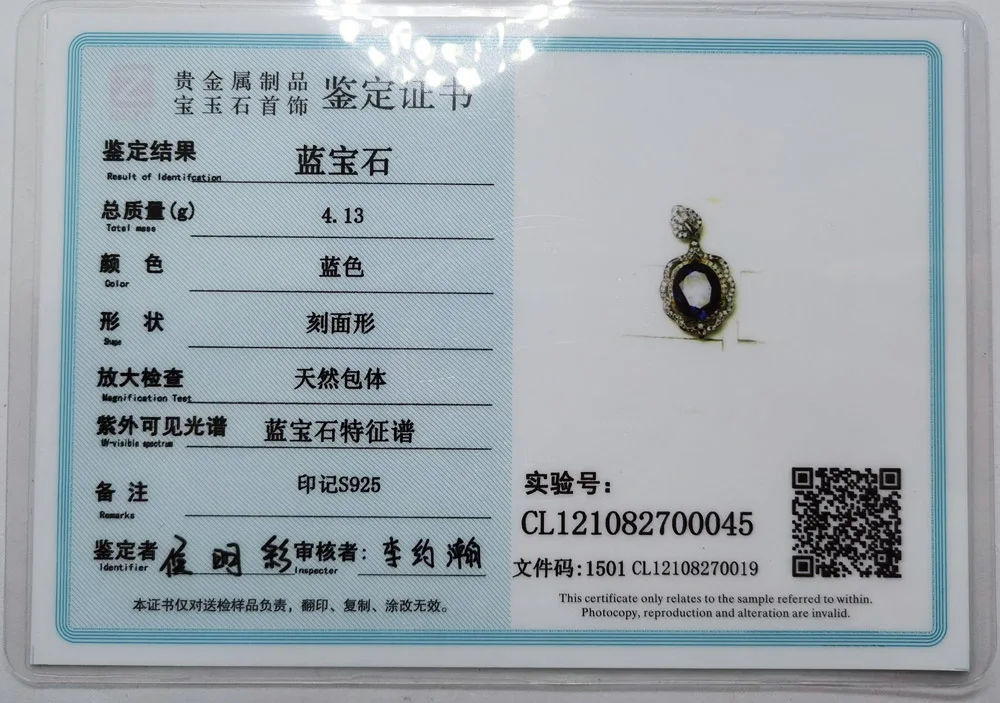 贵金属制品
宝玉石首饰
鉴定证书
鉴定结果 蓝宝石
Result of Identifcation
总质量(g) 4.13
Total mass
颜 色 蓝色
Color
形 状 刻面形
Shape
放大检查 天然包体
Magnification Test
紫外可见光谱 蓝宝石特征谱
UV-visible spectrum
备 注 印记S925
Remarks
鉴定者 侯明彩 审核者: 李约瀚
Identifier Inspecter
本证书仅对送检样品负责，翻印、复制、涂改无效。
实验号:
CL121082700045
文件码:1501 CL12108270019
This certificate only relates to the sample referred to within.
Photocopy, reproduction and alteration are invalid.